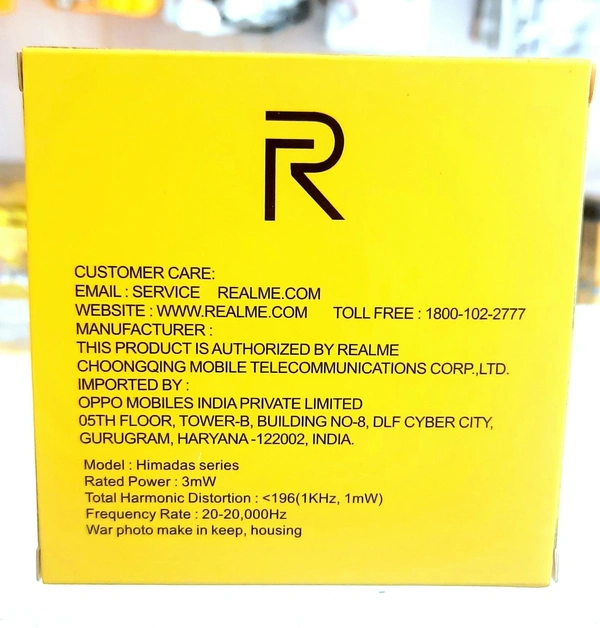 R
CUSTOMER CARE:
EMAIL : SERVICE REALME.COM
WEBSITE : WWW.REALME.COM TOLL FREE : 1800-102-2777
MANUFACTURER :
THIS PRODUCT IS AUTHORIZED BY REALME
CHOONGQING MOBILE TELECOMMUNICATIONS CORP.,LTD.
IMPORTED BY :
OPPO MOBILES INDIA PRIVATE LIMITED
05TH FLOOR, TOWER-B, BUILDING NO-8, DLF CYBER CITY,
GURUGRAM, HARYANA -122002, INDIA.
Model : Himadas series
Rated Power : 3mW
Total Harmonic Distortion : <196(1KHz, 1mW)
Frequency Rate : 20-20,000Hz
War photo make in keep, housing